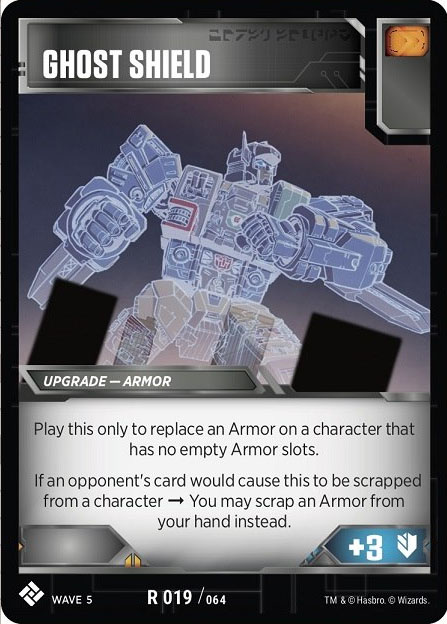 GHOST SHIELD
UPGRADE — ARMOR
Play this only to replace an Armor on a character that
has no empty Armor slots.
If an opponent's card would cause this to be scrapped
from a character → You may scrap an Armor from
your hand instead.
+3
WAVE 5 R 019 / 064 TM & © Hasbro. © Wizards.